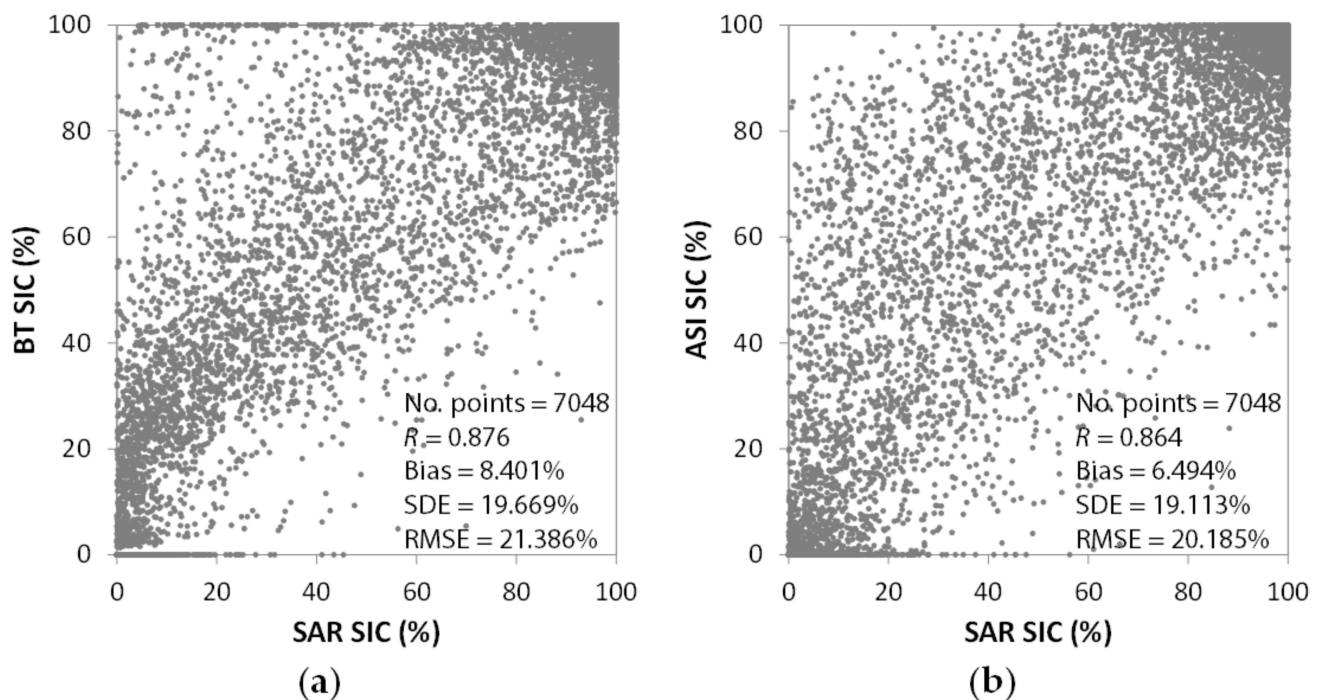 100
80
60
40
20
0
BT SIC (%)
No. points = 7048
R = 0.876
Bias = 8.401%
SDE = 19.669%
RMSE = 21.386%
0 20 40 60 80 100
SAR SIC (%)
(a)
100
80
60
40
20
0
ASI SIC (%)
No. points = 7048
R = 0.864
Bias = 6.494%
SDE = 19.113%
RMSE = 20.185%
0 20 40 60 80 100
SAR SIC (%)
(b)